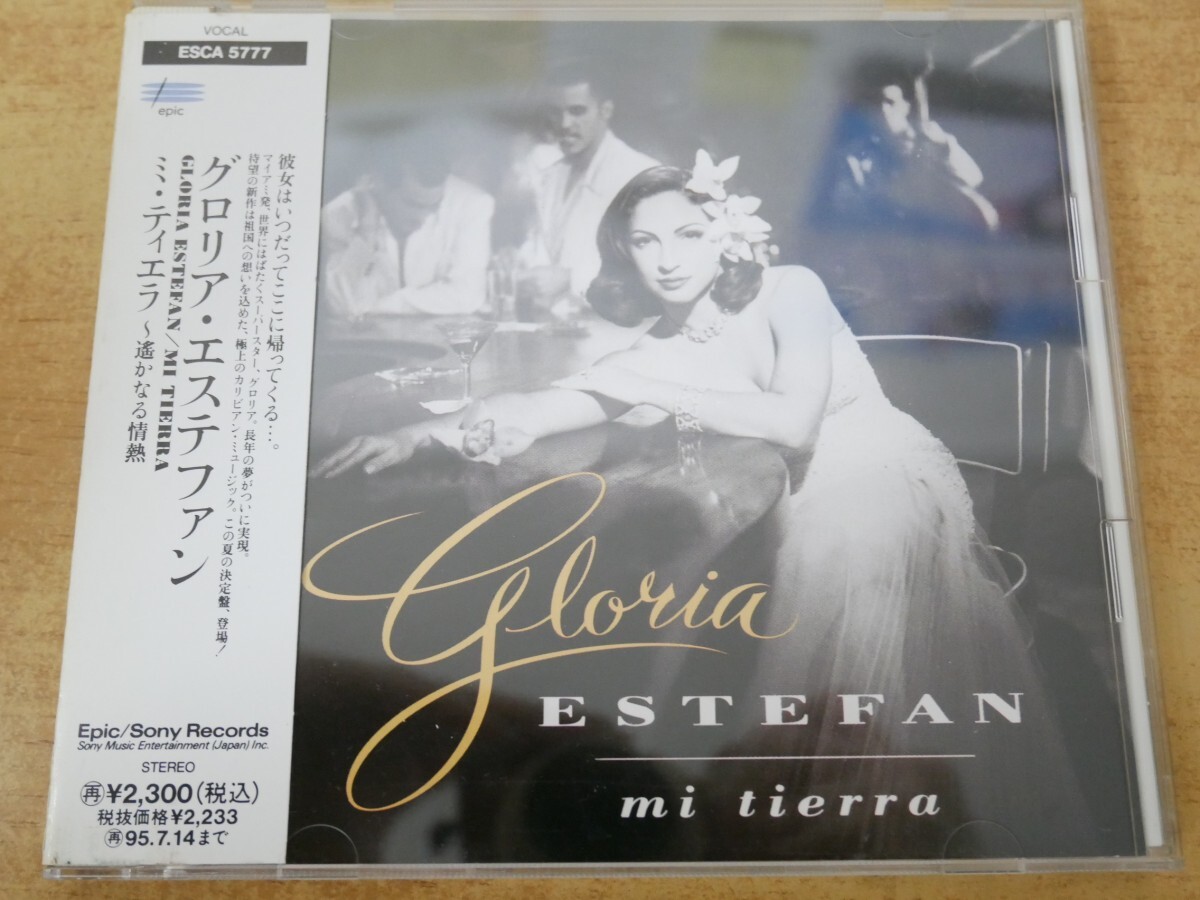 VOCAL
ESCA 5777
epic
彼女はいつだってここに帰ってくる…。
マイアミ発、世界にはばたくスーパースター、グロリア。長年の夢がついに実現。
待望の新作は祖国への想いを込めた、極上のカリビアン・ミュージック。この夏の決定盤、登場!
グロリア・エステファン
GLORIA ESTEFAN/MI TIERRA
ミ・ティエラ ~遙かなる情熱
Epic/Sony Records
Sony Music Entertainment (Japan) Inc.
STEREO
再¥2,300(税込)
税抜価格¥2,233
再95.7.14まで
Gloria
ESTEFAN
mi tierra